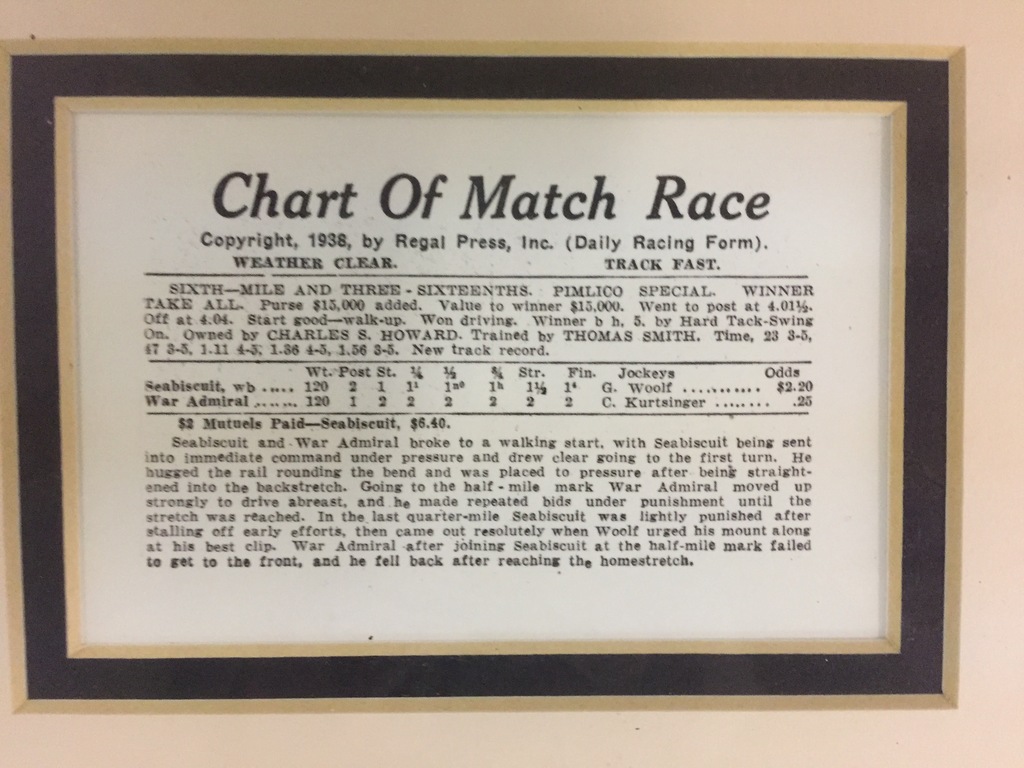 Chart Of Match Race
Copyright, 1938, by Regal Press, Inc. (Daily Racing Form).
WEATHER CLEAR. TRACK FAST.
SIXTH—MILE AND THREE-SIXTEENTHS. PIMLICO SPECIAL. WINNER
TAKE ALL. Purse $15,000 added. Value to winner $15,000. Went to post at 4.01½.
Off at 4.04. Start good—walk-up. Won driving. Winner b h, 5, by Hard Tack-Swing
On. Owned by CHARLES S. HOWARD. Trained by THOMAS SMITH. Time, 23 3-5,
47 3-5, 1.11 4-5, 1.36 4-5, 1.56 3-5. New track record.
Wt. Post St. ¼ ½ ¾ Str. Fin. Jockeys Odds
Seabiscuit, wb ..... 120 2 1 1¹ 1ⁿᵒ 1ʰ 1½ 1⁴ G. Woolf .......... $2.20
War Admiral ....... 120 1 2 2 2 2 2 2 C. Kurtsinger ........ .25
$2 Mutuels Paid—Seabiscuit, $6.40.
Seabiscuit and War Admiral broke to a walking start, with Seabiscuit being sent
into immediate command under pressure and drew clear going to the first turn. He
hugged the rail rounding the bend and was placed to pressure after being straight-
ened into the backstretch. Going to the half-mile mark War Admiral moved up
strongly to drive abreast, and he made repeated bids under punishment until the
stretch was reached. In the last quarter-mile Seabiscuit was lightly punished after
stalling off early efforts, then came out resolutely when Woolf urged his mount along
at his best clip. War Admiral after joining Seabiscuit at the half-mile mark failed
to get to the front, and he fell back after reaching the homestretch.